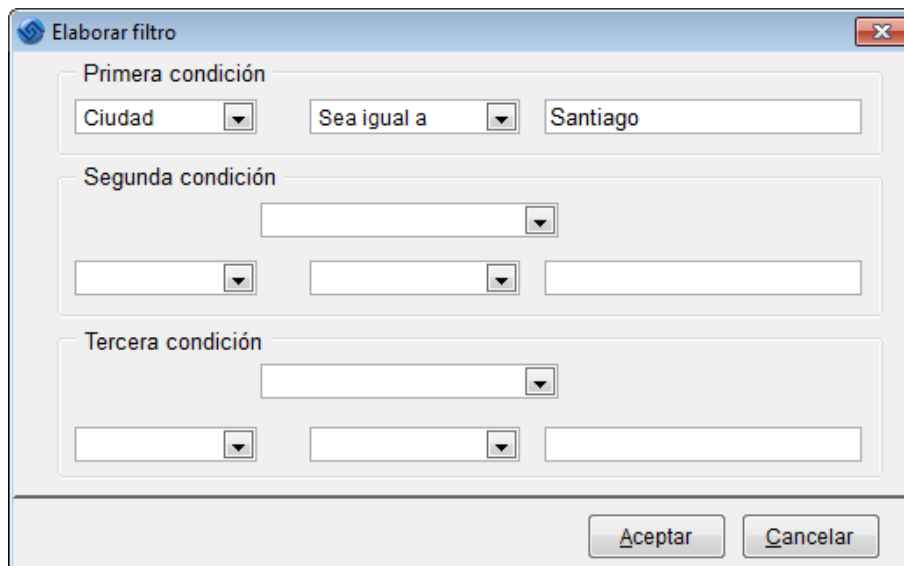 Elaborar filtro
Primera condición
Ciudad Sea igual a Santiago
Segunda condición
Tercera condición
Aceptar Cancelar